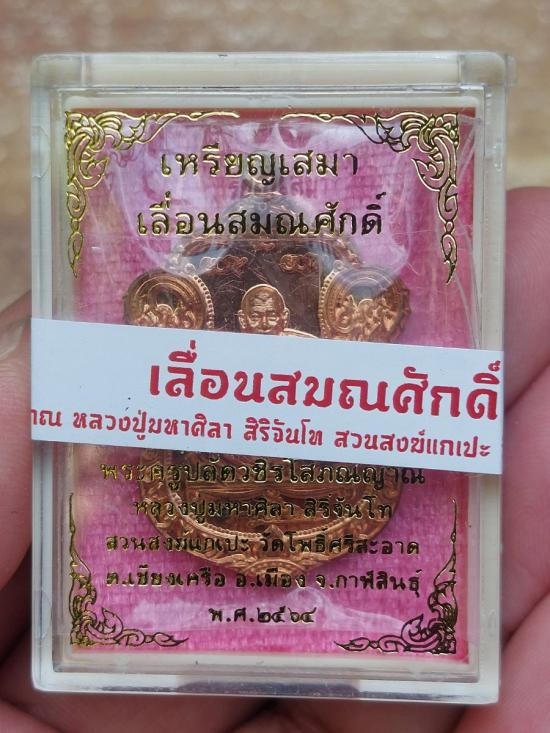 เหรียญเสมา
เลื่อนสมณศักดิ์
เลื่อนสมณศักดิ์
าณ หลวงปู่มหาศิลา สิริจันโท สวนสงฆ์แกเปะ
พระครูปลัดวชิรโสภณญาณ
หลวงปู่มหาศิลา สิริจันโท
สวนสงฆ์แกเปะ วัดโพธิ์ศรีสะอาด
ต.เชียงเครือ อ.เมือง จ.กาฬสินธุ์
พ.ศ.๒๕๖๔